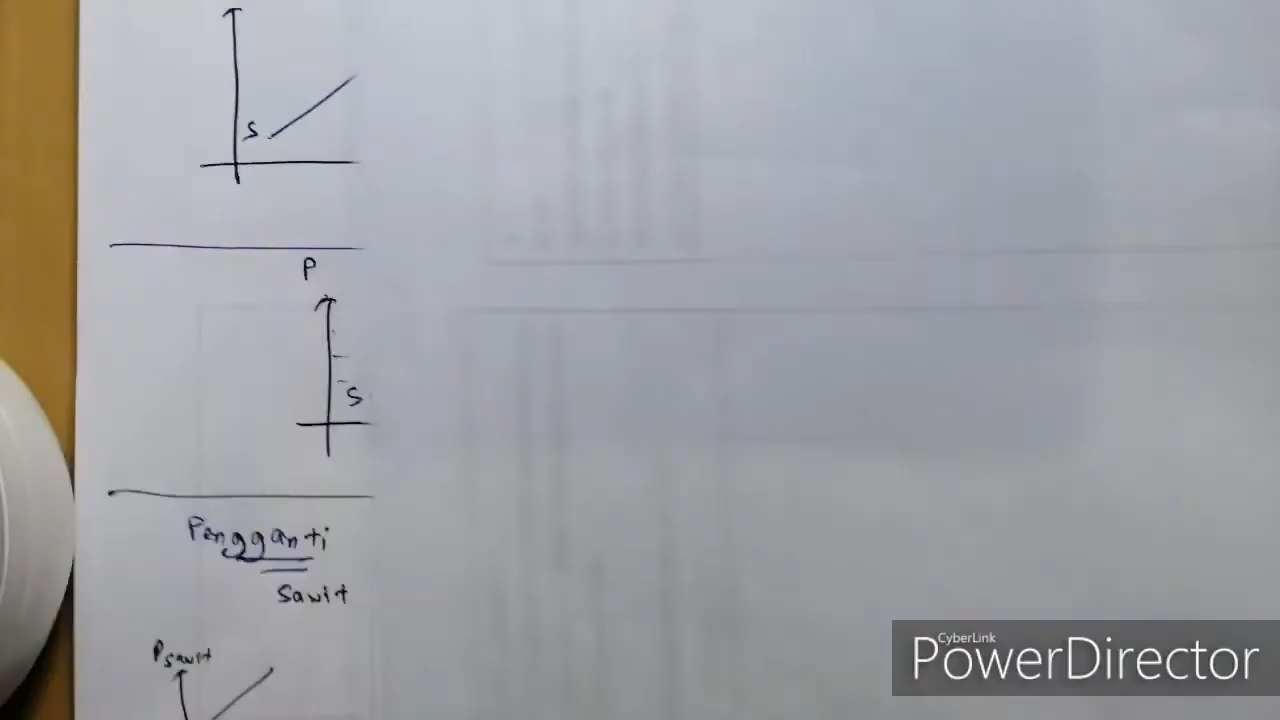 S
P
S
Pengganti
Sawit
Psawit
CyberLink
PowerDirector